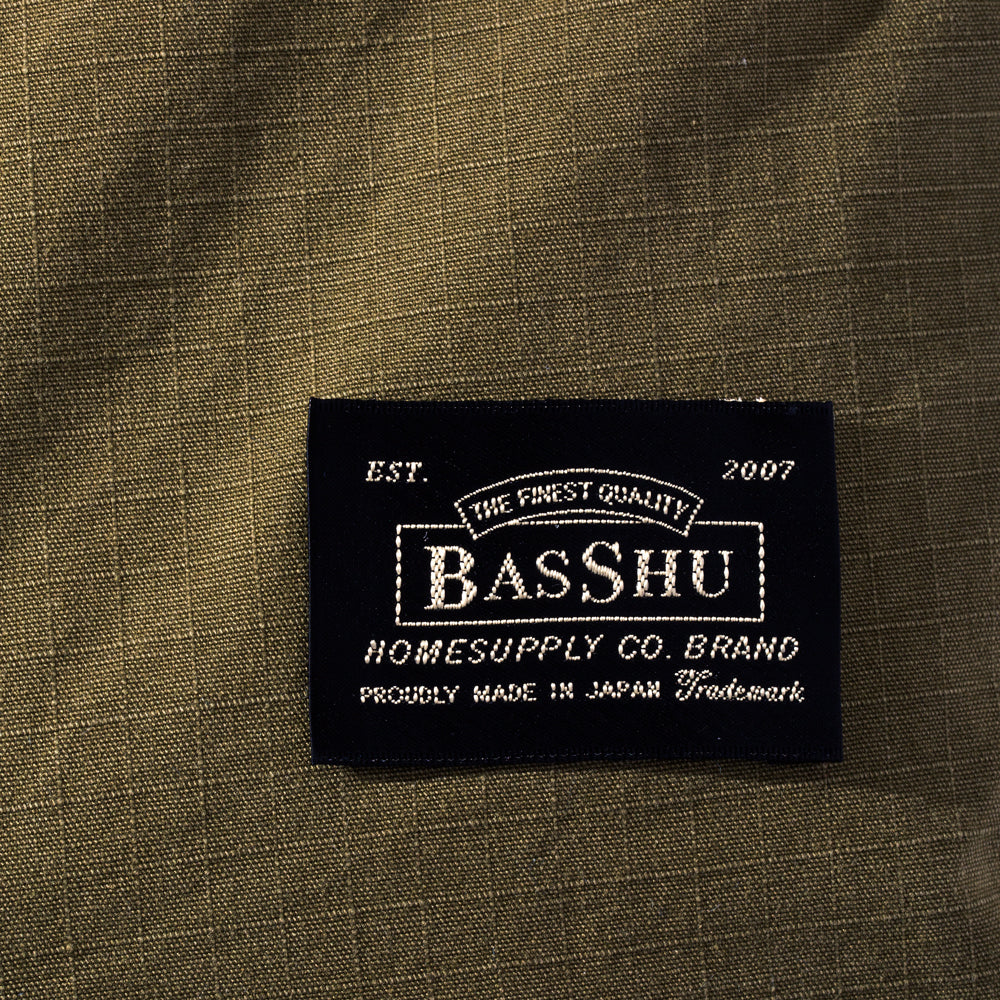 EST. 2007
THE FINEST QUALITY
BASSHU
HOMESUPPLY CO. BRAND
PROUDLY MADE IN JAPAN Trademark